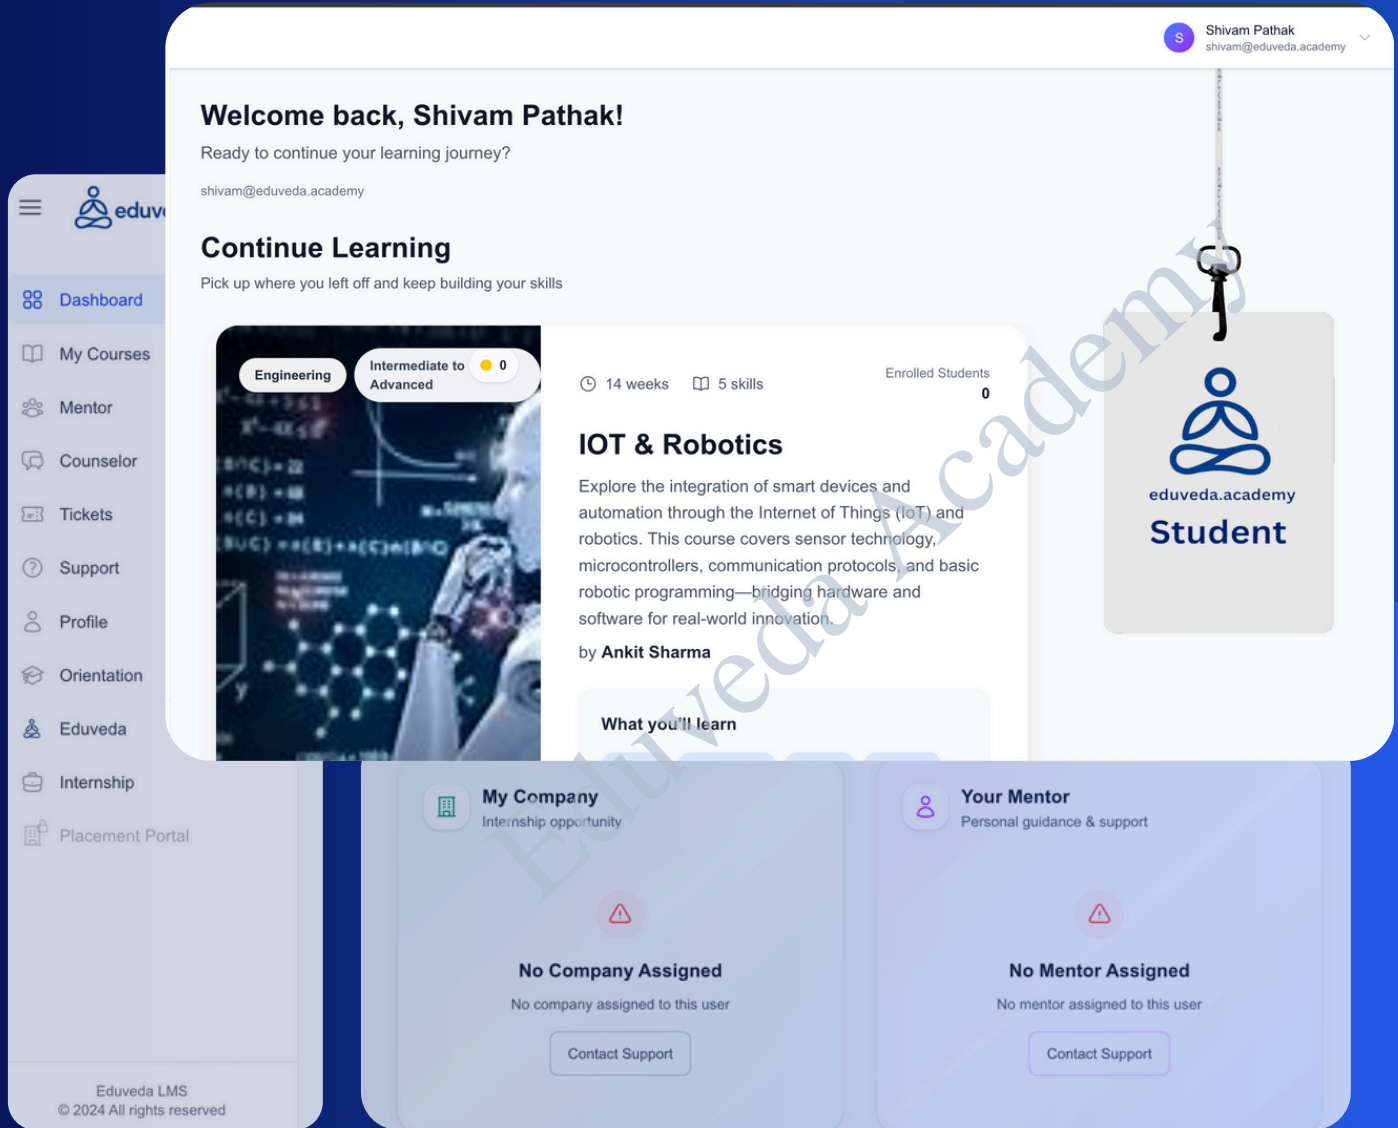 Shivam Pathak
shivam@eduveda.academy
Welcome back, Shivam Pathak!
Ready to continue your learning journey?
shivam@eduveda.academy
Continue Learning
Pick up where you left off and keep building your skills
Engineering
Intermediate to
Advanced
0
14 weeks
5 skills
Enrolled Students
0
IOT & Robotics
Explore the integration of smart devices and
automation through the Internet of Things (IoT) and
robotics. This course covers sensor technology,
microcontrollers, communication protocols, and basic
robotic programming—bridging hardware and
software for real-world innovation.
by Ankit Sharma
What you'll learn
eduveda.academy
Student
Eduveda Academy
Dashboard
My Courses
Mentor
Counselor
Tickets
Support
Profile
Orientation
Eduveda
Internship
Placement Portal
Eduveda LMS
© 2024 All rights reserved
My Company
Internship opportunity
No Company Assigned
No company assigned to this user
Contact Support
Your Mentor
Personal guidance & support
No Mentor Assigned
No mentor assigned to this user
Contact Support